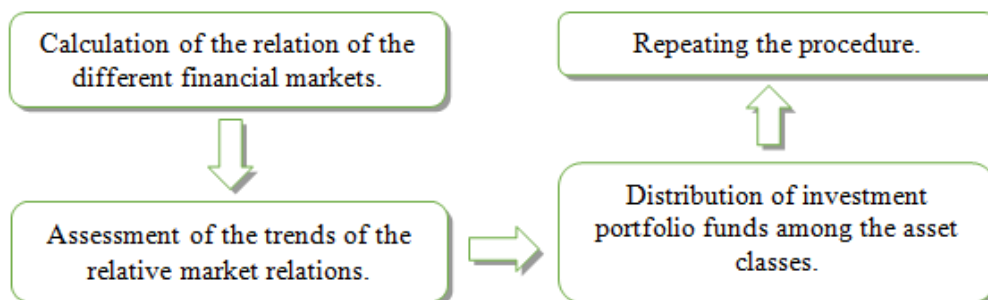 Calculation of the relation of the
different financial markets.
Assessment of the trends of the
relative market relations.
Distribution of investment
portfolio funds among the asset
classes.
Repeating the procedure.